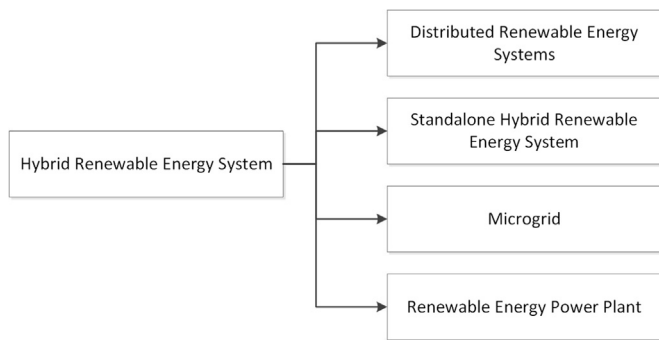 Distributed Renewable Energy
Systems
Standalone Hybrid Renewable
Energy System
Hybrid Renewable Energy System
Microgrid
Renewable Energy Power Plant